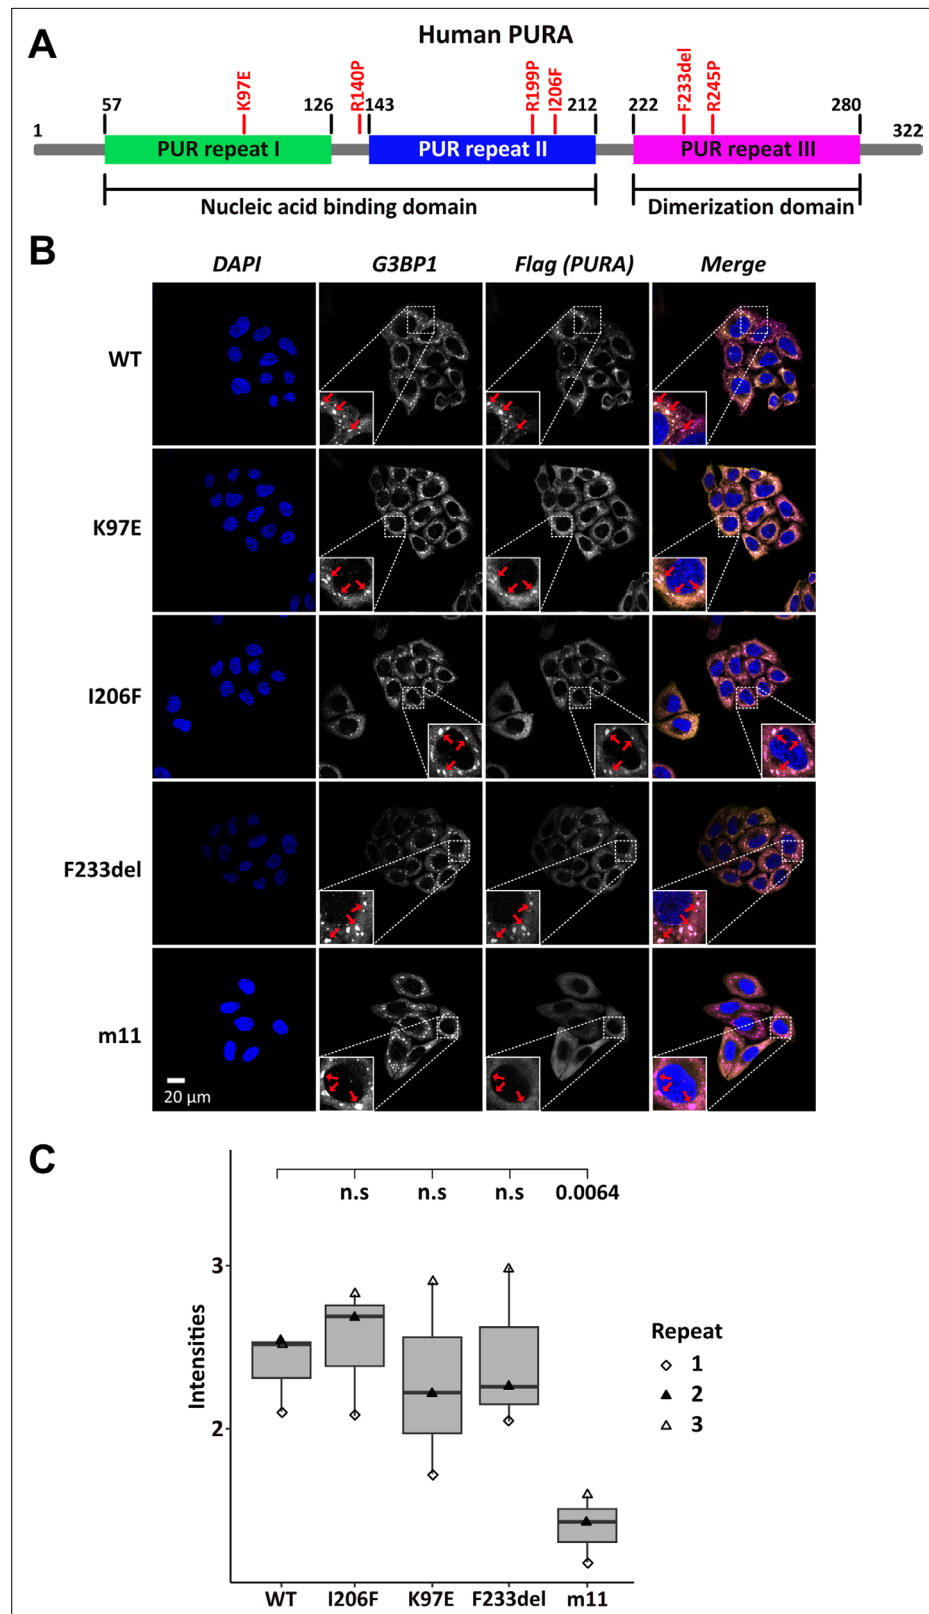 A
Human PURA
K97E
R140P
R199P
I206F
F233del
R245P
57
126
143
212
222
280
1
322
PUR repeat I
PUR repeat II
PUR repeat III
Nucleic acid binding domain
Dimerization domain
B
DAPI
G3BP1
Flag (PURA)
Merge
WT
K97E
I206F
F233del
m11
20 μm
C
n.s
n.s
n.s
0.0064
3
2
Intensities
Repeat
1
2
3
WT
I206F
K97E
F233del
m11